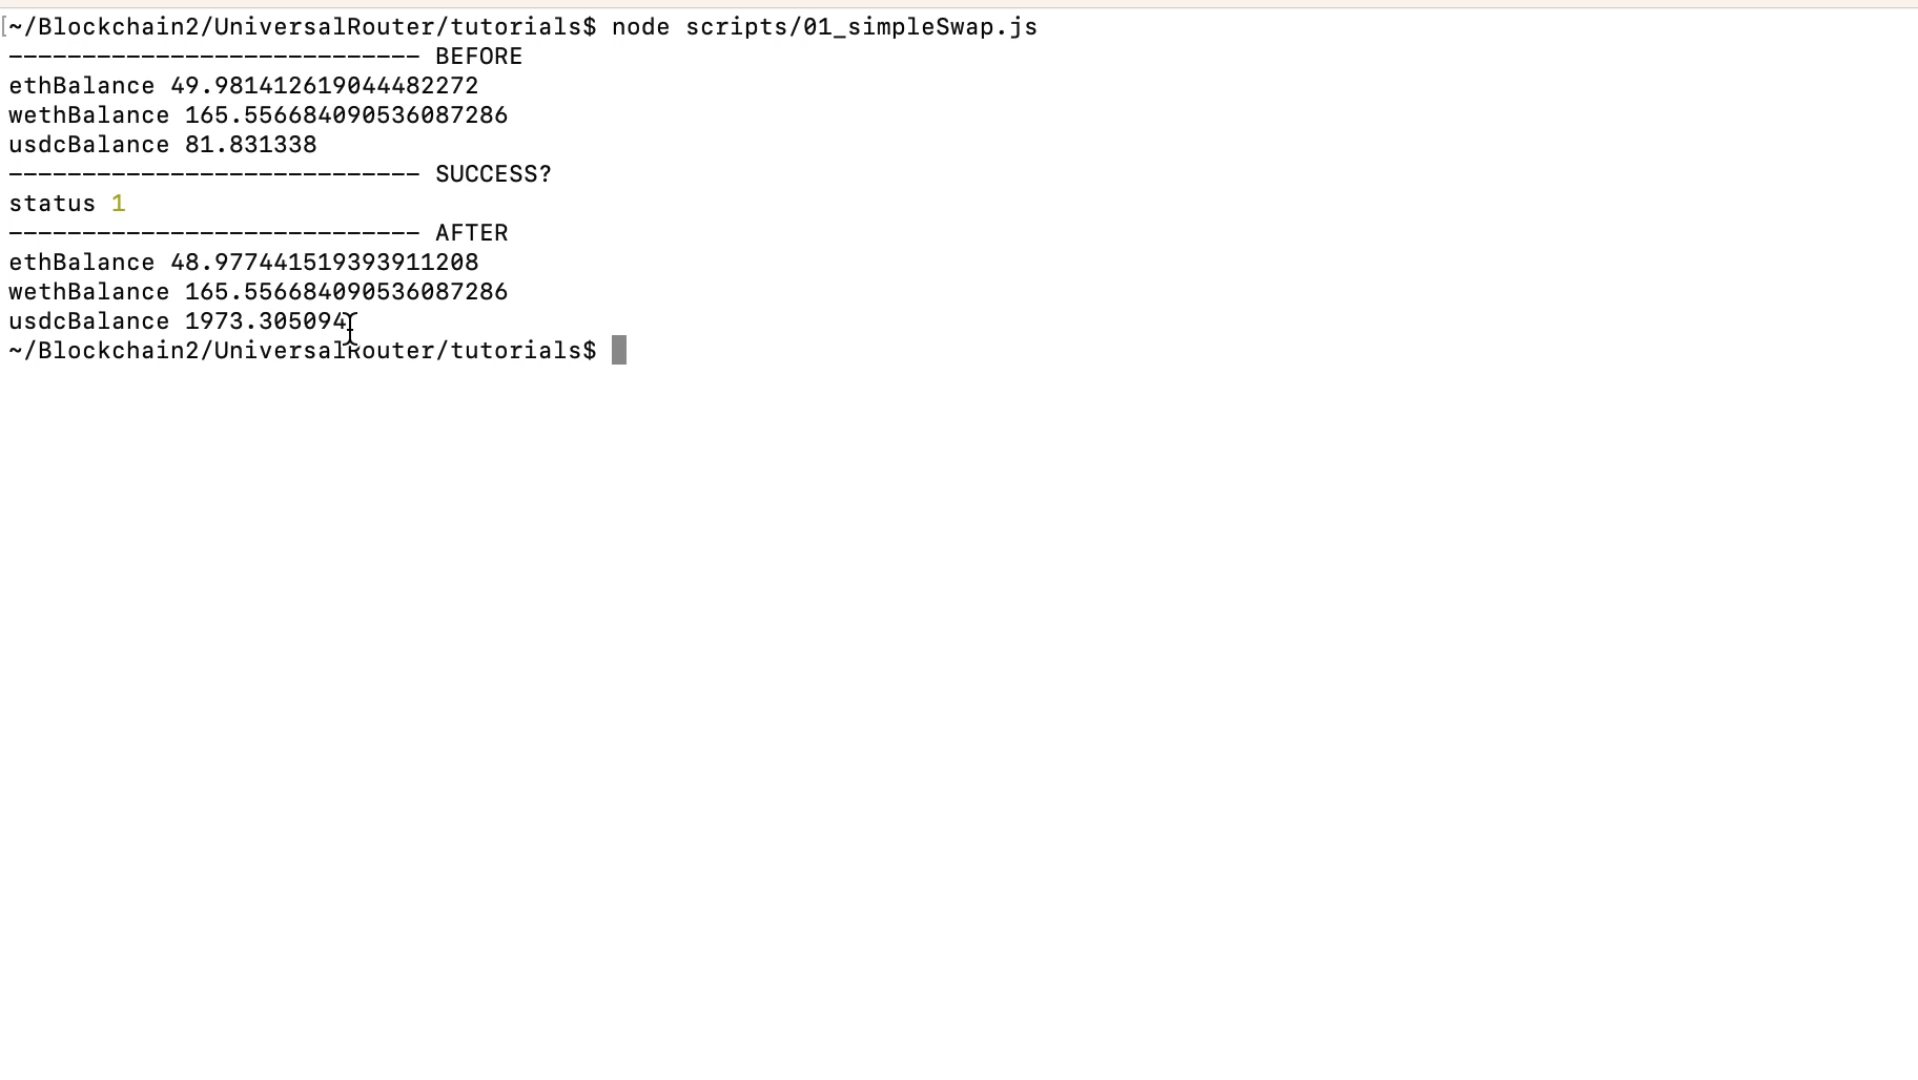 [~/Blockchain2/UniversalRouter/tutorials$ node scripts/01_simpleSwap.js
---------------------------- BEFORE
ethBalance 49.981412619044482272
wethBalance 165.556684090536087286
usdcBalance 81.831338
---------------------------- SUCCESS?
status 1
---------------------------- AFTER
ethBalance 48.977441519393911208
wethBalance 165.556684090536087286
usdcBalance 1973.305094
~/Blockchain2/UniversalRouter/tutorials$